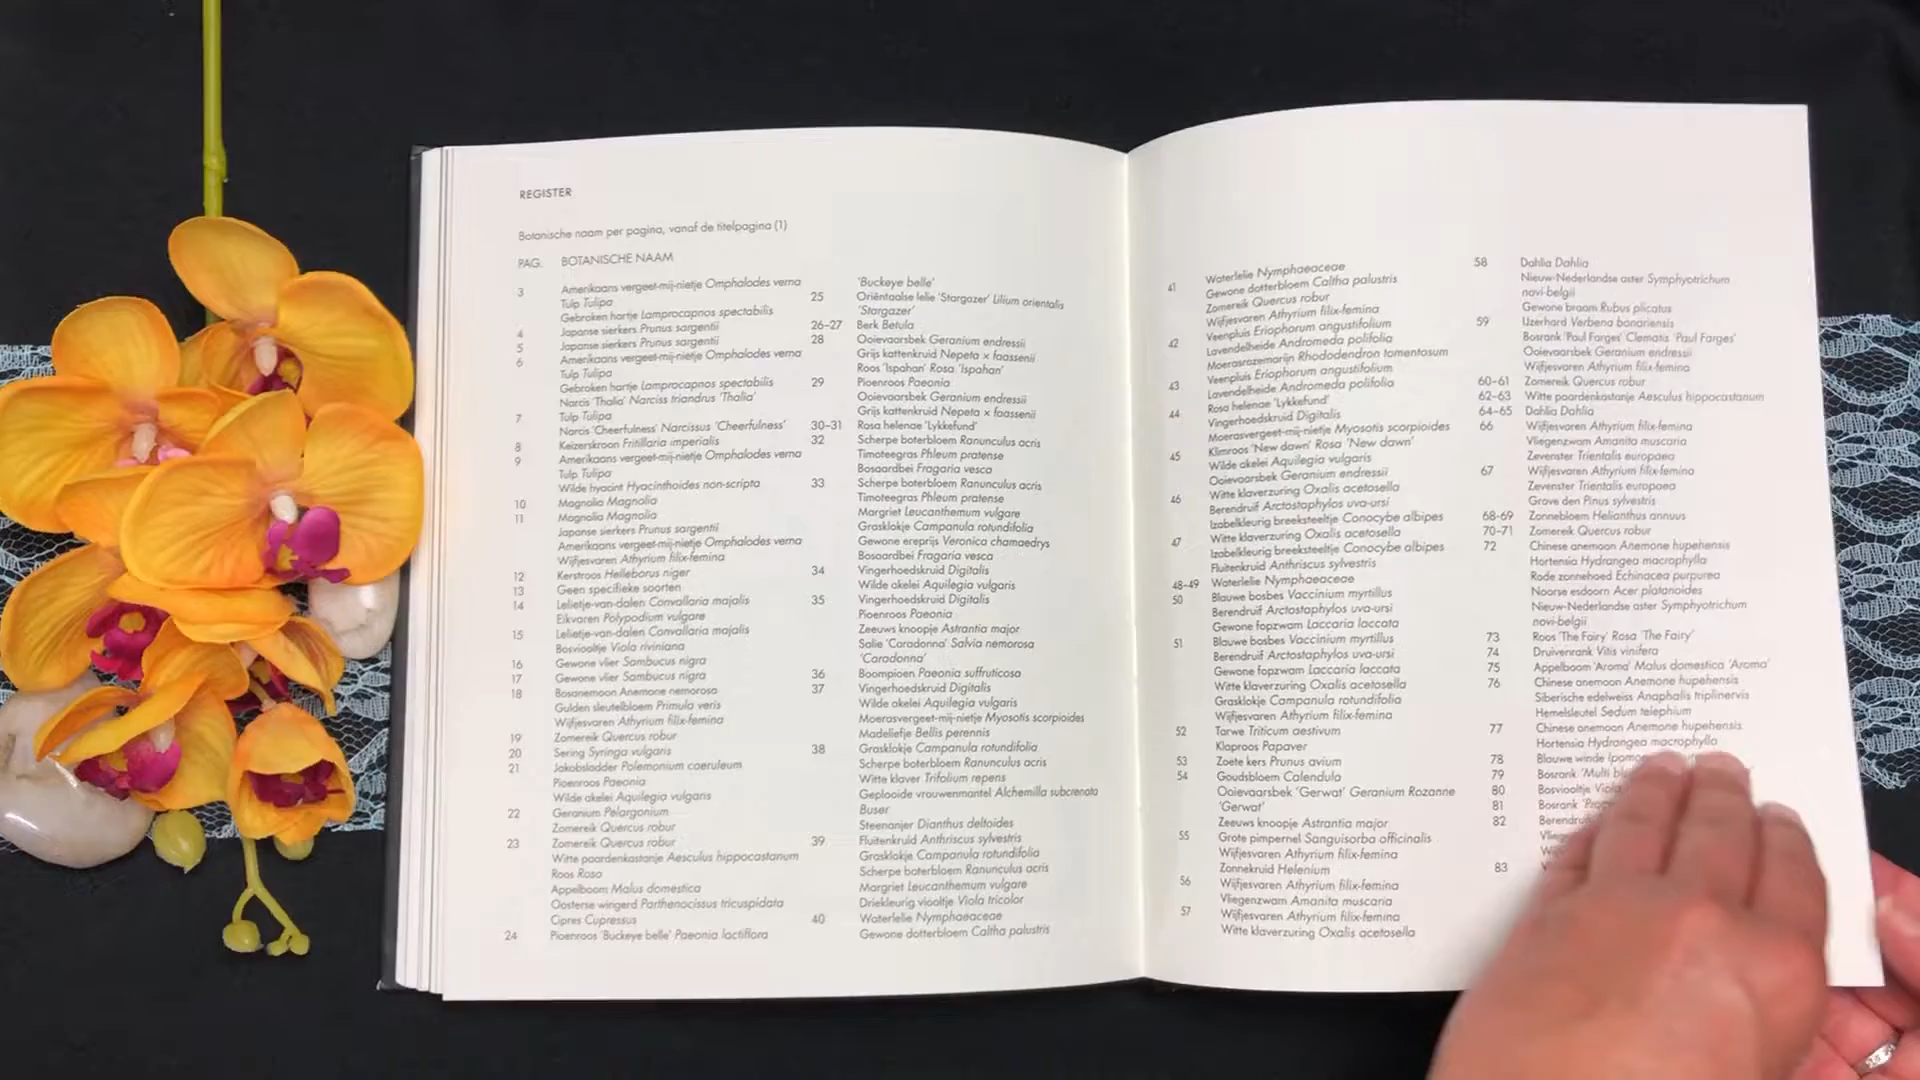 REGISTER
Botanische naam per pagina, vanaf de titelpagina (1)
PAG. BOTANISCHE NAAM
3 Amerikaans vergeet-mij-nietje Omphalodes verna
Tulp Tulipa
Gebroken hartje Lamprocapnos spectabilis
4 Japanse sierkers Prunus sargentii
5 Japanse sierkers Prunus sargentii
6 Amerikaans vergeet-mij-nietje Omphalodes verna
Tulp Tulipa
Gebroken hartje Lamprocapnos spectabilis
Narcis 'Thalia' Narciss triandrus 'Thalia'
7 Tulp Tulipa
Narcis 'Cheerfulness' Narcissus 'Cheerfulness'
8 Keizerskroon Fritillaria imperialis
9 Amerikaans vergeet-mij-nietje Omphalodes verna
Tulp Tulipa
Wilde hyacint Hyacinthoides non-scripta
10 Magnolia Magnolia
11 Magnolia Magnolia
Japanse sierkers Prunus sargentii
Amerikaans vergeet-mij-nietje Omphalodes verna
Wijfjesvaren Athyrium filix-femina
12 Kerstroos Helleborus niger
13 Geen specifieke soorten
14 Lelietje-van-dalen Convallaria majalis
Eikvaren Polypodium vulgare
15 Lelietje-van-dalen Convallaria majalis
Bosviooltje Viola riviniana
16 Gewone vlier Sambucus nigra
17 Gewone vlier Sambucus nigra
18 Bosanemoon Anemone nemorosa
Gulden sleutelbloem Primula veris
Wijfjesvaren Athyrium filix-femina
19 Zomereik Quercus robur
20 Sering Syringa vulgaris
21 Jakobsladder Polemonium caeruleum
Pioenroos Paeonia
Wilde akelei Aquilegia vulgaris
22 Geranium Pelargonium
Zomereik Quercus robur
23 Zomereik Quercus robur
Witte paardenkastanje Aesculus hippocastanum
Roos Rosa
Appelboom Malus domestica
Oosterse wingerd Parthenocissus tricuspidata
Cipres Cupressus
24 Pioenroos 'Buckeye belle' Paeonia lactiflora
'Buckeye belle'
25 Oriëntaalse lelie 'Stargazer' Lilium orientalis
'Stargazer'
26-27 Berk Betula
28 Ooievaarsbek Geranium endressii
Grijs kattenkruid Nepeta × faassenii
Roos 'Ispahan' Rosa 'Ispahan'
29 Pioenroos Paeonia
Ooievaarsbek Geranium endressii
Grijs kattenkruid Nepeta × faassenii
30-31 Rosa helenae 'Lykkefund'
32 Scherpe boterbloem Ranunculus acris
Timoteegras Phleum pratense
Bosaardbei Fragaria vesca
33 Scherpe boterbloem Ranunculus acris
Timoteegras Phleum pratense
Margriet Leucanthemum vulgare
Grasklokje Campanula rotundifolia
Gewone ereprijs Veronica chamaedrys
Bosaardbei Fragaria vesca
34 Vingerhoedskruid Digitalis
Wilde akelei Aquilegia vulgaris
35 Vingerhoedskruid Digitalis
Pioenroos Paeonia
Zeeuws knoopje Astrantia major
Salie 'Caradonna' Salvia nemorosa
'Caradonna'
36 Boompioen Paeonia suffruticosa
37 Vingerhoedskruid Digitalis
Wilde akelei Aquilegia vulgaris
Moerasvergeet-mij-nietje Myosotis scorpioides
Madeliefje Bellis perennis
38 Grasklokje Campanula rotundifolia
Scherpe boterbloem Ranunculus acris
Witte klaver Trifolium repens
Geplooide vrouwenmantel Alchemilla subcrenata
Buser
Steenanjer Dianthus deltoides
39 Fluitenkruid Anthriscus sylvestris
Grasklokje Campanula rotundifolia
Scherpe boterbloem Ranunculus acris
Margriet Leucanthemum vulgare
Driekleurig viooltje Viola tricolor
40 Waterlelie Nymphaeaceae
Gewone dotterbloem Caltha palustris
41 Waterlelie Nymphaeaceae
Gewone dotterbloem Caltha palustris
Zomereik Quercus robur
Wijfjesvaren Athyrium filix-femina
42 Veenpluis Eriophorum angustifolium
Lavendelheide Andromeda polifolia
Moerasrozemarijn Rhododendron tomentosum
43 Veenpluis Eriophorum angustifolium
Lavendelheide Andromeda polifolia
44 Rosa helenae 'Lykkefund'
Vingerhoedskruid Digitalis
Moerasvergeet-mij-nietje Myosotis scorpioides
Klimroos 'New dawn' Rosa 'New dawn'
45 Wilde akelei Aquilegia vulgaris
Ooievaarsbek Geranium endressii
Witte klaverzuring Oxalis acetosella
46 Berendruif Arctostaphylos uva-ursi
Izabelkleurig breeksteeltje Conocybe albipes
Witte klaverzuring Oxalis acetosella
47 Izabelkleurig breeksteeltje Conocybe albipes
Fluitenkruid Anthriscus sylvestris
48-49 Waterlelie Nymphaeaceae
50 Blauwe bosbes Vaccinium myrtillus
Berendruif Arctostaphylos uva-ursi
Gewone fopzwam Laccaria laccata
51 Blauwe bosbes Vaccinium myrtillus
Berendruif Arctostaphylos uva-ursi
Gewone fopzwam Laccaria laccata
Witte klaverzuring Oxalis acetosella
Grasklokje Campanula rotundifolia
Wijfjesvaren Athyrium filix-femina
52 Tarwe Triticum aestivum
Klaproos Papaver
53 Zoete kers Prunus avium
54 Goudsbloem Calendula
Ooievaarsbek 'Gerwat' Geranium Rozanne
'Gerwat'
Zeeuws knoopje Astrantia major
55 Grote pimpernel Sanguisorba officinalis
Wijfjesvaren Athyrium filix-femina
Zonnekruid Helenium
56 Wijfjesvaren Athyrium filix-femina
Vliegenzwam Amanita muscaria
57 Wijfjesvaren Athyrium filix-femina
Witte klaverzuring Oxalis acetosella
58 Dahlia Dahlia
Nieuw-Nederlandse aster Symphyotrichum
novi-belgii
Gewone braam Rubus plicatus
59 IJzerhard Verbena bonariensis
Bosrank 'Paul Farges' Clematis 'Paul Farges'
Ooievaarsbek Geranium endressii
Wijfjesvaren Athyrium filix-femina
60-61 Zomereik Quercus robur
62-63 Witte paardenkastanje Aesculus hippocastanum
64-65 Dahlia Dahlia
66 Wijfjesvaren Athyrium filix-femina
Vliegenzwam Amanita muscaria
Zevenster Trientalis europaea
67 Wijfjesvaren Athyrium filix-femina
Zevenster Trientalis europaea
Grove den Pinus sylvestris
68-69 Zonnebloem Helianthus annuus
70-71 Zomereik Quercus robur
72 Chinese anemoon Anemone hupehensis
Hortensia Hydrangea macrophylla
Rode zonnehoed Echinacea purpurea
Noorse esdoorn Acer platanoides
Nieuw-Nederlandse aster Symphyotrichum
novi-belgii
73 Roos 'The Fairy' Rosa 'The Fairy'
74 Druivenrank Vitis vinifera
75 Appelboom 'Aroma' Malus domestica 'Aroma'
76 Chinese anemoon Anemone hupehensis
Siberische edelweiss Anaphalis triplinervis
Hemelsleutel Sedum telephium
77 Chinese anemoon Anemone hupehensis
Hortensia Hydrangea macrophylla
78 Blauwe winde
79 Bosrank 'Multi
80 Bosviooltje Viola
81 Bosrank
82
83